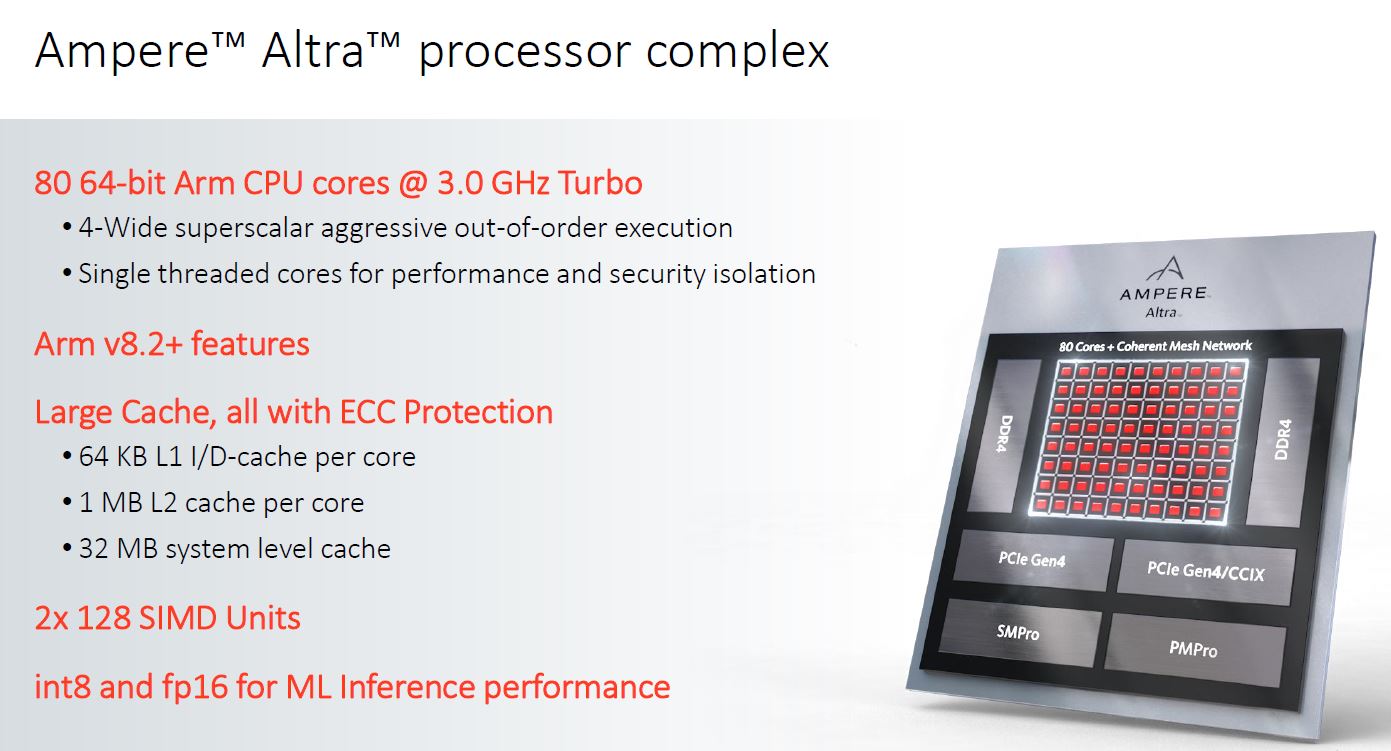 Ampere™ Altra™ processor complex
80 64-bit Arm CPU cores @ 3.0 GHz Turbo
• 4-Wide superscalar aggressive out-of-order execution
• Single threaded cores for performance and security isolation
Arm v8.2+ features
Large Cache, all with ECC Protection
• 64 KB L1 I/D-cache per core
• 1 MB L2 cache per core
• 32 MB system level cache
2x 128 SIMD Units
int8 and fp16 for ML Inference performance
AMPERE™
Altra™
80 Cores + Coherent Mesh Network
DDR4
DDR4
PCIe Gen4
PCIe Gen4/CCIX
SMPro
PMPro